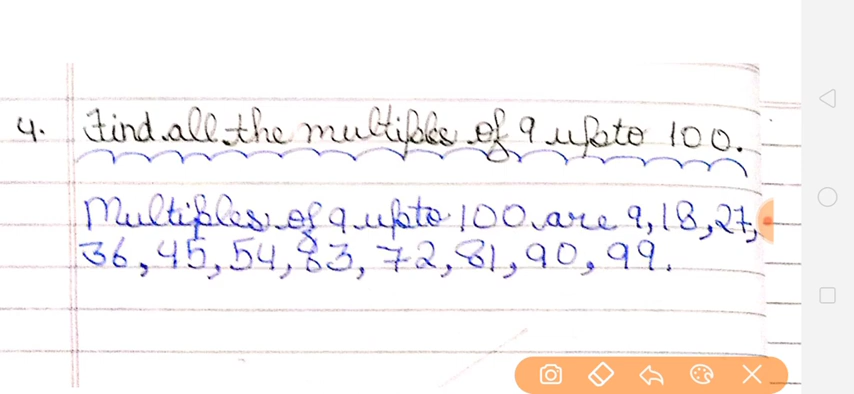 4. Find all the multiples of 9 upto 100.
Multiples of 9 upto 100 are 9, 18, 27,
36, 45, 54, 83, 72, 81, 90, 99.